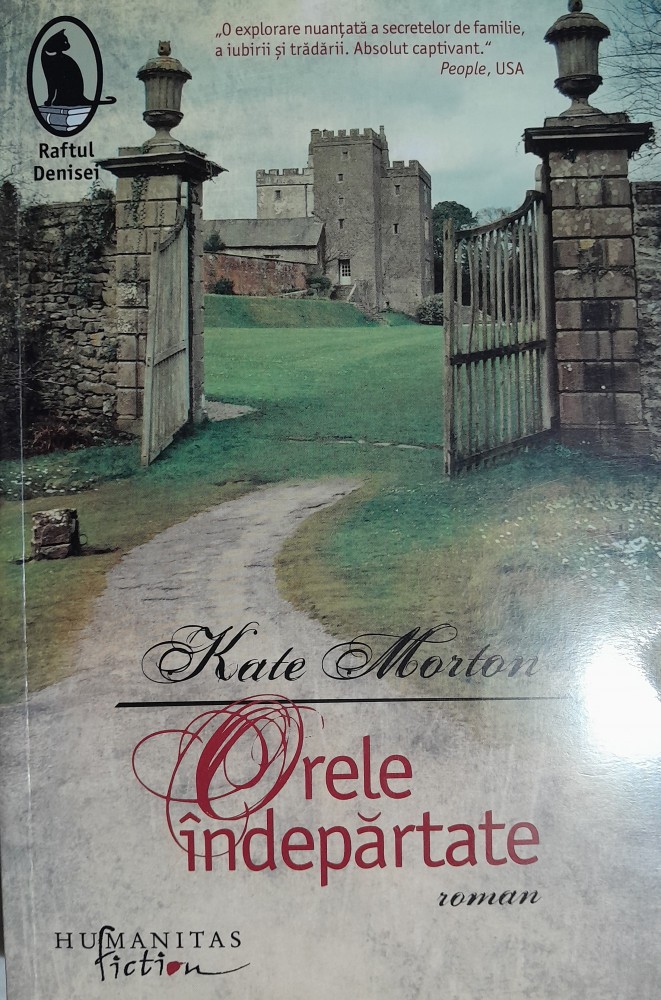 „O explorare nuanțată a secretelor de familie,
a iubirii și trădării. Absolut captivant.“
People, USA
Raftul
Denisei
Kate Morton
Orele
îndepărtate
roman
HUMANITAS
fiction